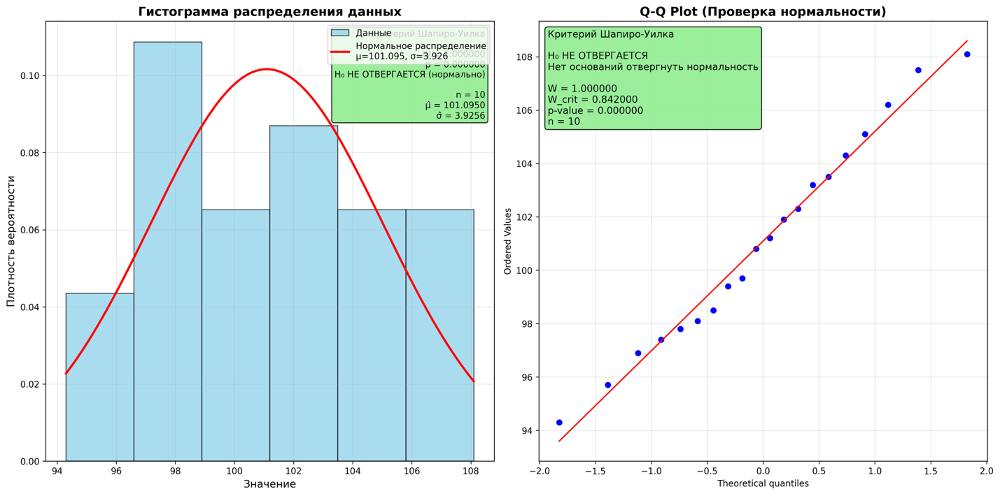 Гистограмма распределения данных
Плотность вероятности
0.10
0.08
0.06
0.04
0.02
0.00
Данные
Нормальное распределение
μ=101.095, σ=3.926
ерий Шапиро-Уилка
000000
p = 0.000000
H₀ НЕ ОТВЕРГАЕТСЯ (нормально)
n = 10
μ̂ = 101.0950
σ̂ = 3.9256
94 96 98 100 102 104 106 108
Значение
Q-Q Plot (Проверка нормальности)
Ordered Values
108
106
104
102
100
98
96
94
Критерий Шапиро-Уилка
H₀ НЕ ОТВЕРГАЕТСЯ
Нет оснований отвергнуть нормальность
W = 1.000000
W_crit = 0.842000
p-value = 0.000000
n = 10
−2.0 −1.5 −1.0 −0.5 0.0 0.5 1.0 1.5 2.0
Theoretical quantiles